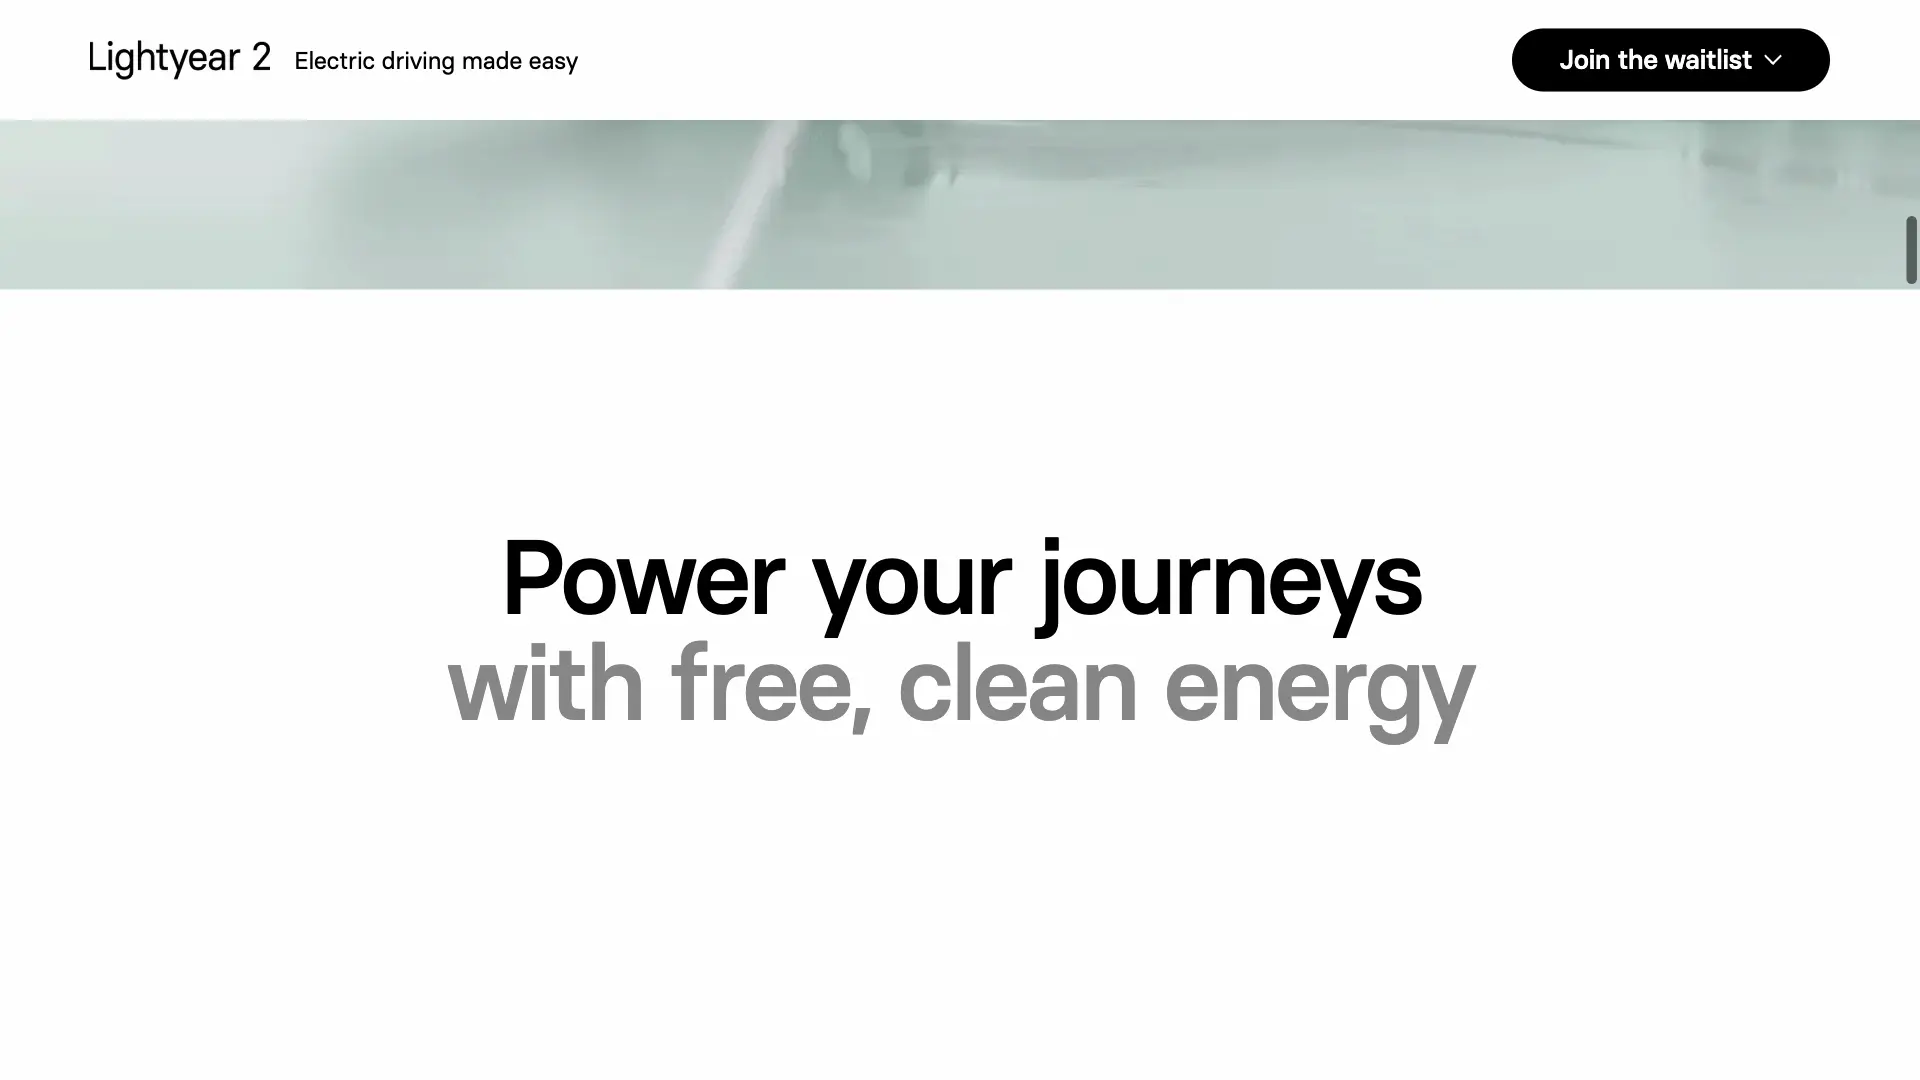 Lightyear 2 Electric driving made easy
Join the waitlist
Power your journeys
with free, clean energy